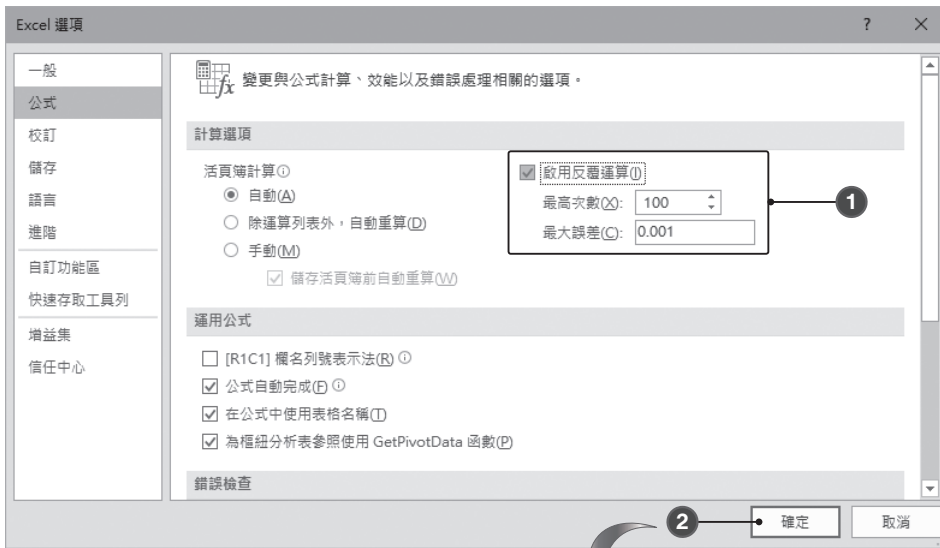 Excel 選項
?
一般
公式
校訂
儲存
語言
進階
自訂功能區
快速存取工具列
增益集
信任中心
變更與公式計算、效能以及錯誤處理相關的選項。
計算選項
活頁簿計算
自動(A)
除運算列表外，自動重算(D)
手動(M)
儲存活頁簿前自動重算(W)
啟用反覆運算(I)
最高次數(X): 100
最大誤差(C): 0.001
1
運用公式
[R1C1] 欄名列號表示法(R)
公式自動完成(F)
在公式中使用表格名稱(T)
為樞紐分析表參照使用 GetPivotData 函數(P)
錯誤檢查
2
確定
取消